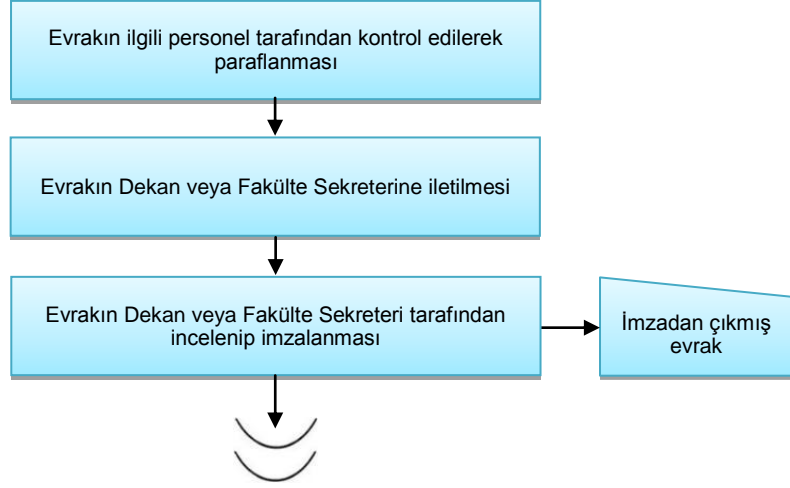 Evrakın ilgili personel tarafından kontrol edilerek
paraflanması
Evrakın Dekan veya Fakülte Sekreterine iletilmesi
Evrakın Dekan veya Fakülte Sekreteri tarafından
incelenip imzalanması
İmzadan çıkmış
evrak